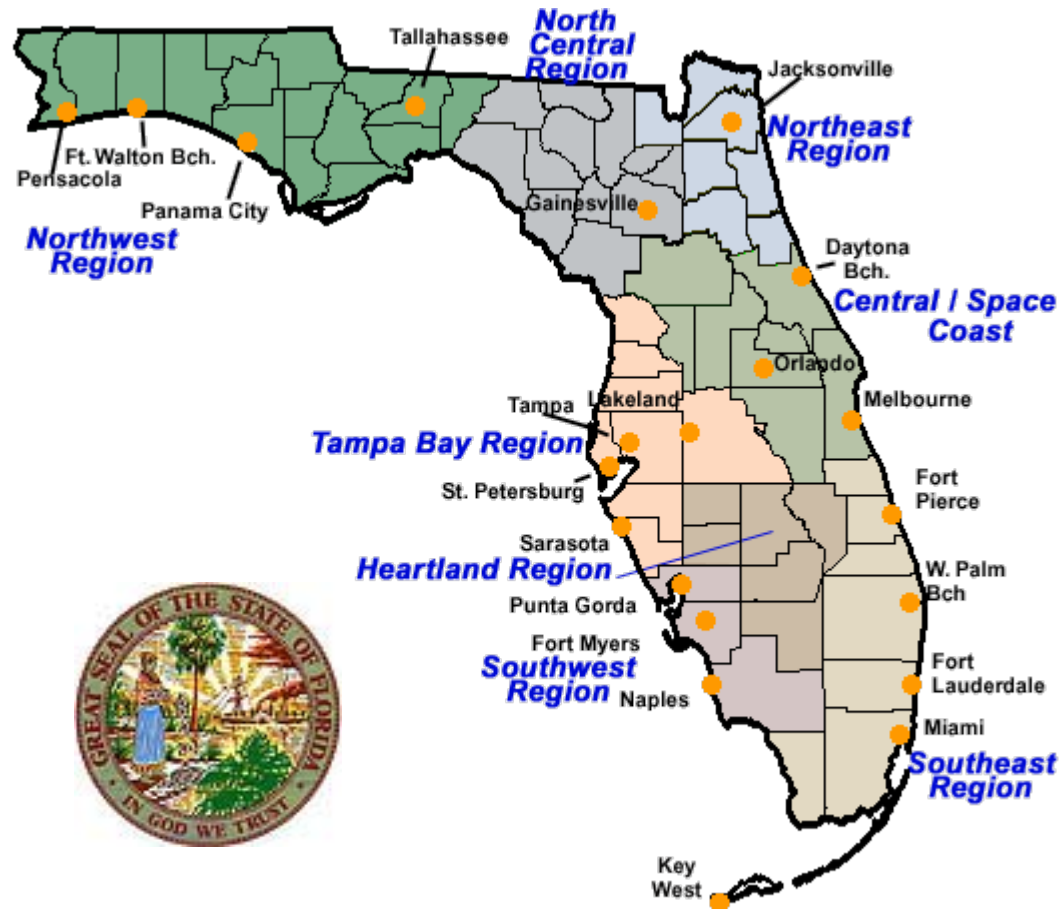 North
Central
Region
Tallahassee
Jacksonville
Northeast
Region
Ft. Walton Bch.
Pensacola
Panama City
Northwest
Region
Gainesville
Daytona
Bch.
Central / Space
Coast
Orlando
Lakeland
Melbourne
Tampa
Tampa Bay Region
St. Petersburg
Fort
Pierce
Sarasota
Heartland Region
W. Palm
Bch
Punta Gorda
Fort Myers
Southwest
Region
Naples
Fort
Lauderdale
Miami
Southeast
Region
Key
West
GREAT SEAL OF THE STATE OF FLORIDA
IN GOD WE TRUST